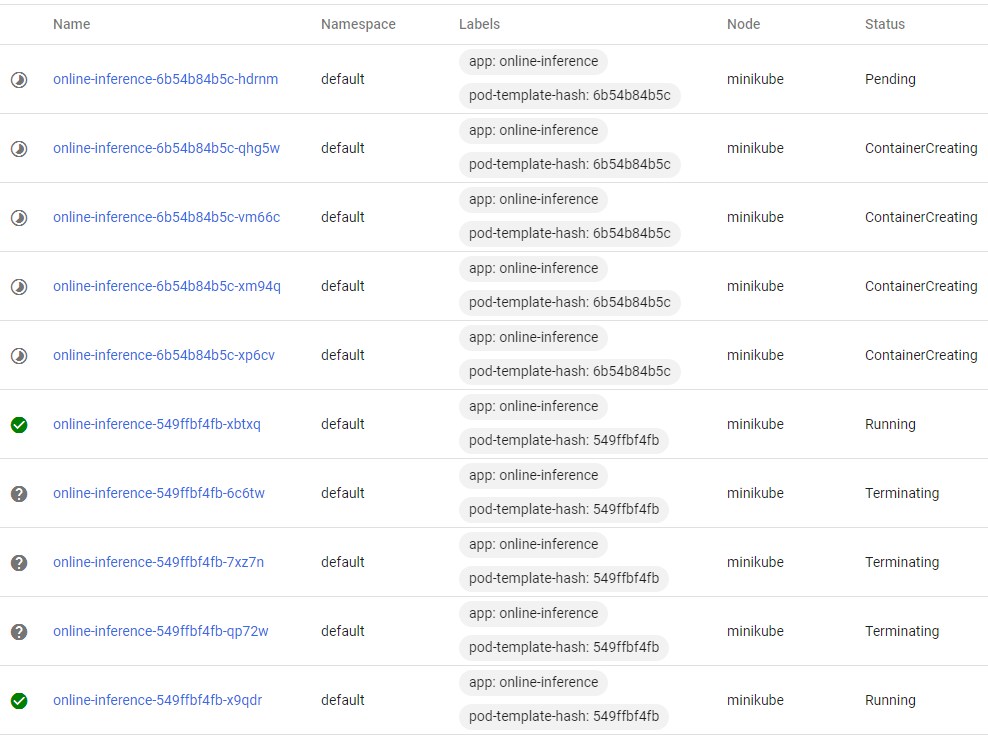 Name Namespace Labels Node Status
app: online-inference
online-inference-6b54b84b5c-hdrnm default minikube Pending
pod-template-hash: 6b54b84b5c
app: online-inference
online-inference-6b54b84b5c-qhg5w default minikube ContainerCreating
pod-template-hash: 6b54b84b5c
app: online-inference
online-inference-6b54b84b5c-vm66c default minikube ContainerCreating
pod-template-hash: 6b54b84b5c
app: online-inference
online-inference-6b54b84b5c-xm94q default minikube ContainerCreating
pod-template-hash: 6b54b84b5c
app: online-inference
online-inference-6b54b84b5c-xp6cv default minikube ContainerCreating
pod-template-hash: 6b54b84b5c
app: online-inference
online-inference-549ffbf4fb-xbtxq default minikube Running
pod-template-hash: 549ffbf4fb
app: online-inference
online-inference-549ffbf4fb-6c6tw default minikube Terminating
pod-template-hash: 549ffbf4fb
app: online-inference
online-inference-549ffbf4fb-7xz7n default minikube Terminating
pod-template-hash: 549ffbf4fb
app: online-inference
online-inference-549ffbf4fb-qp72w default minikube Terminating
pod-template-hash: 549ffbf4fb
app: online-inference
online-inference-549ffbf4fb-x9qdr default minikube Running
pod-template-hash: 549ffbf4fb